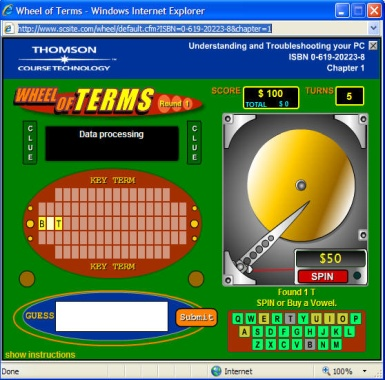 Wheel of Terms - Windows Internet Explorer
http://www.scsite.com/wheel/default.cfm?ISBN=0-619-20223-8&chapter=1
THOMSON
COURSE TECHNOLOGY
Understanding and Troubleshooting your PC
ISBN 0-619-20223-8
Chapter 1
WHEEL OF TERMS
Round 1
SCORE $ 100
TOTAL $ 0
TURNS 5
CLUE
Data processing
CLUE
KEY TERM
B T
KEY TERM
$50
SPIN
Found 1 T
SPIN or Buy a Vowel.
GUESS
Submit
Q W E R T Y U I O P
A S D F G H J K L
Z X C V B N M
show instructions
Done
Internet
100%